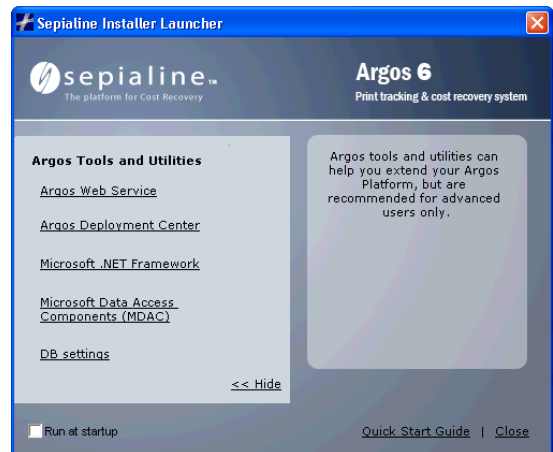 Sepialine Installer Launcher
sepialine™
The platform for Cost Recovery
Argos 6
Print tracking & cost recovery system
Argos Tools and Utilities
Argos Web Service
Argos Deployment Center
Microsoft .NET Framework
Microsoft Data Access
Components (MDAC)
DB settings
<< Hide
Argos tools and utilities can
help you extend your Argos
Platform, but are
recommended for advanced
users only.
Run at startup
Quick Start Guide | Close